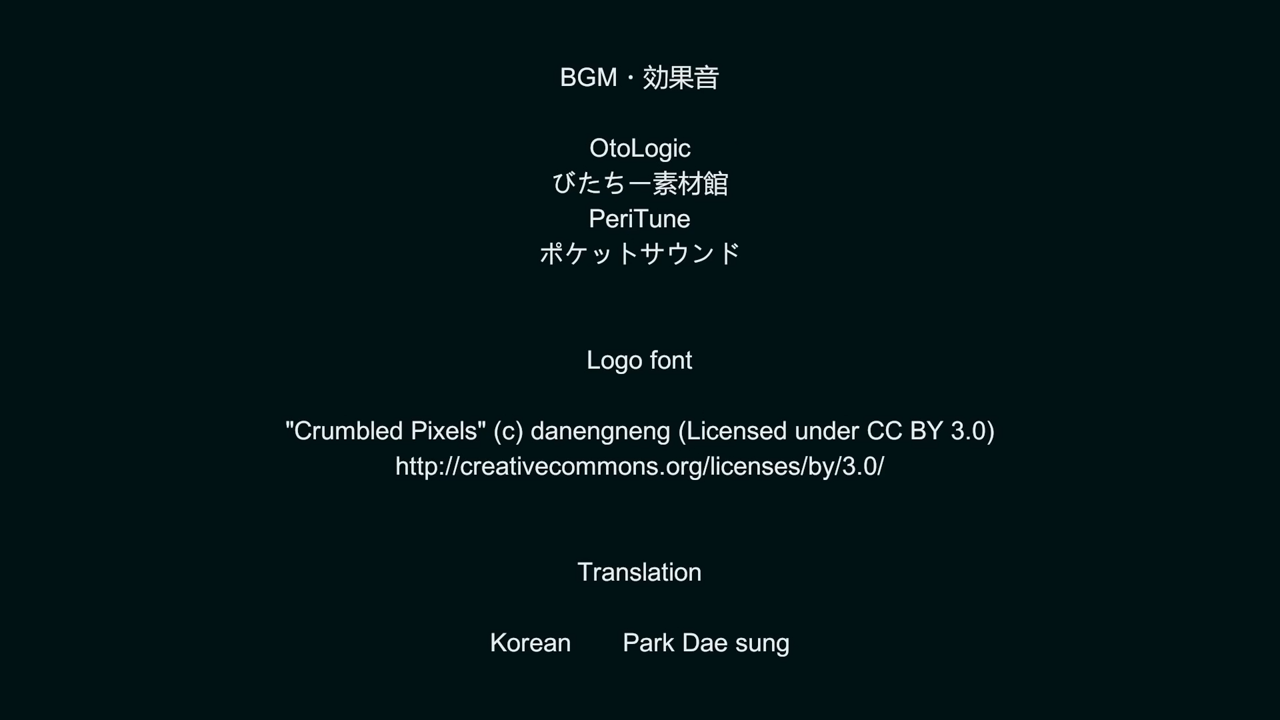 BGM・効果音
OtoLogic
びたちー素材館
PeriTune
ポケットサウンド
Logo font
"Crumbled Pixels" (c) danengneng (Licensed under CC BY 3.0)
http://creativecommons.org/licenses/by/3.0/
Translation
Korean Park Dae sung